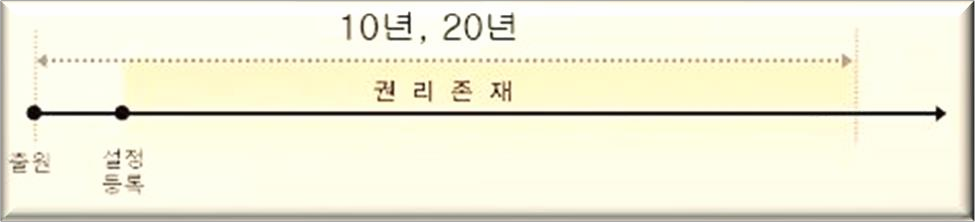 10년, 20년
권 리 존 재
출원
설정
등록